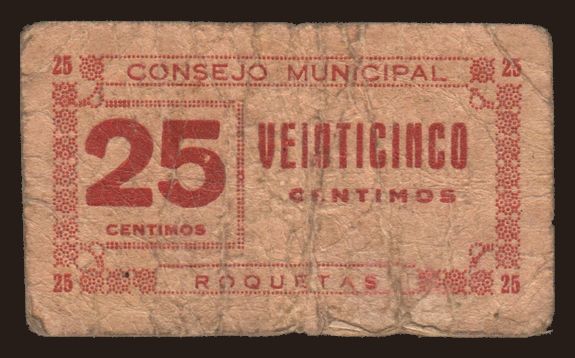 25 CONSEJO MUNICIPAL 25
25 VEINTICINCO
CENTIMOS
CENTIMOS
25 ROQUETAS 25